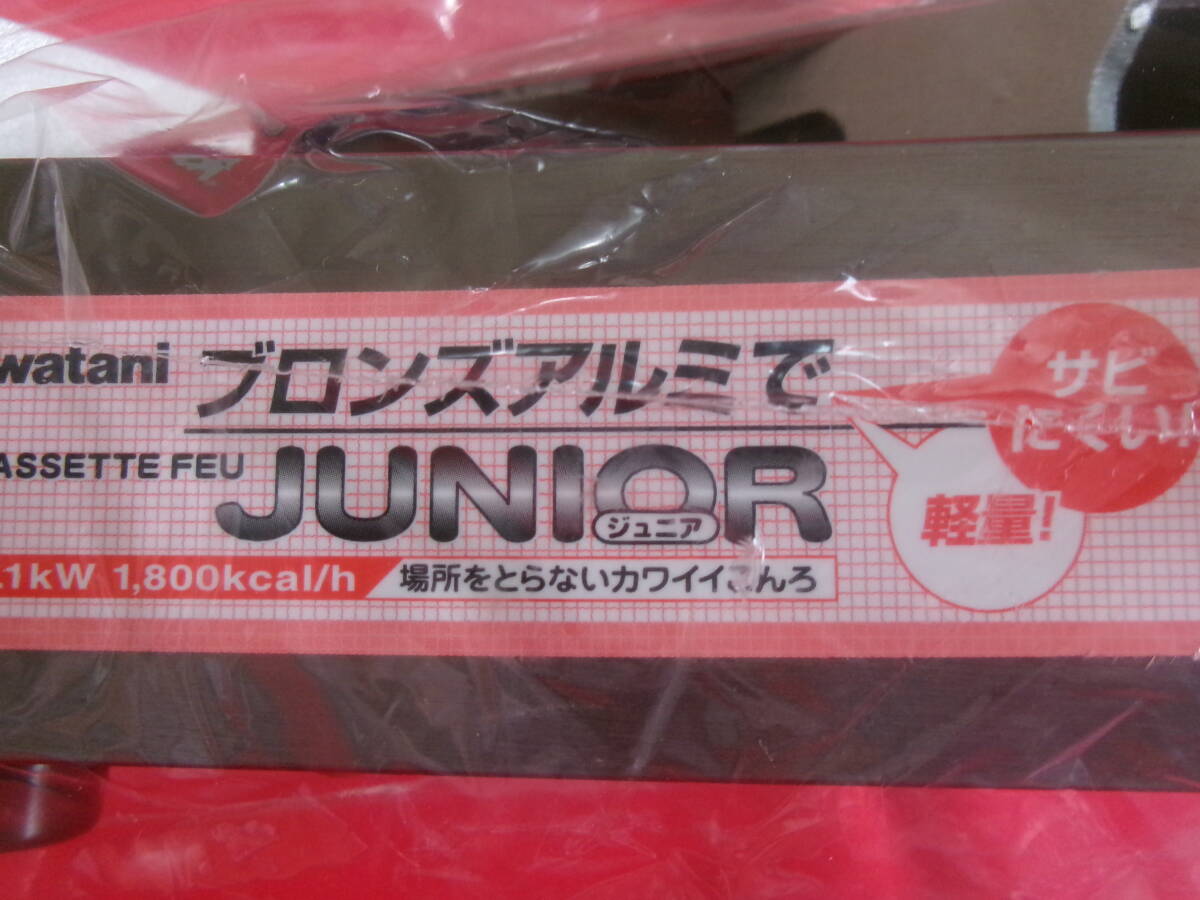 watani
ブロンズアルミで
サビ
にくい!
ASSETTE FEU
JUNIOR
ジュニア
軽量!
.1kW 1,800kcal/h
場所をとらないカワイイこんろ